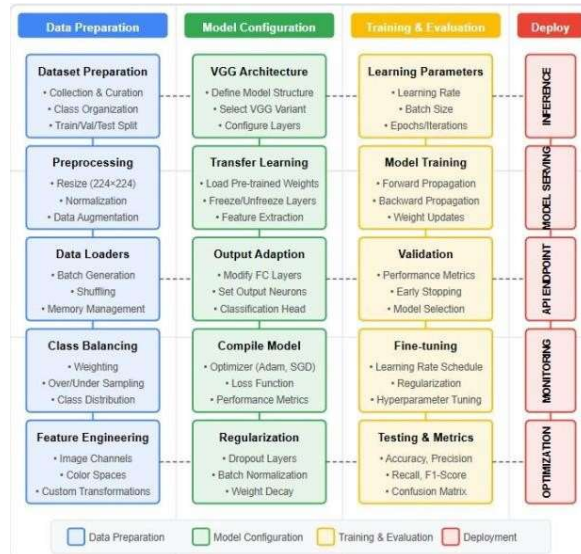 Data Preparation
Model Configuration
Training & Evaluation
Deploy
Dataset Preparation
• Collection & Curation
• Class Organization
• Train/Val/Test Split
VGG Architecture
• Define Model Structure
• Select VGG Variant
• Configure Layers
Learning Parameters
• Learning Rate
• Batch Size
• Epochs/Iterations
INFERENCE
Preprocessing
• Resize (224×224)
• Normalization
• Data Augmentation
Transfer Learning
• Load Pre-trained Weights
• Freeze/Unfreeze Layers
• Feature Extraction
Model Training
• Forward Propagation
• Backward Propagation
• Weight Updates
MODEL SERVING
Data Loaders
• Batch Generation
• Shuffling
• Memory Management
Output Adaption
• Modify FC Layers
• Set Output Neurons
• Classification Head
Validation
• Performance Metrics
• Early Stopping
• Model Selection
API ENDPOINT
Class Balancing
• Weighting
• Over/Under Sampling
• Class Distribution
Compile Model
• Optimizer (Adam, SGD)
• Loss Function
• Performance Metrics
Fine-tuning
• Learning Rate Schedule
• Regularization
• Hyperparameter Tuning
MONITORING
Feature Engineering
• Image Channels
• Color Spaces
• Custom Transformations
Regularization
• Dropout Layers
• Batch Normalization
• Weight Decay
Testing & Metrics
• Accuracy, Precision
• Recall, F1-Score
• Confusion Matrix
OPTIMIZATION
Data Preparation
Model Configuration
Training & Evaluation
Deployment